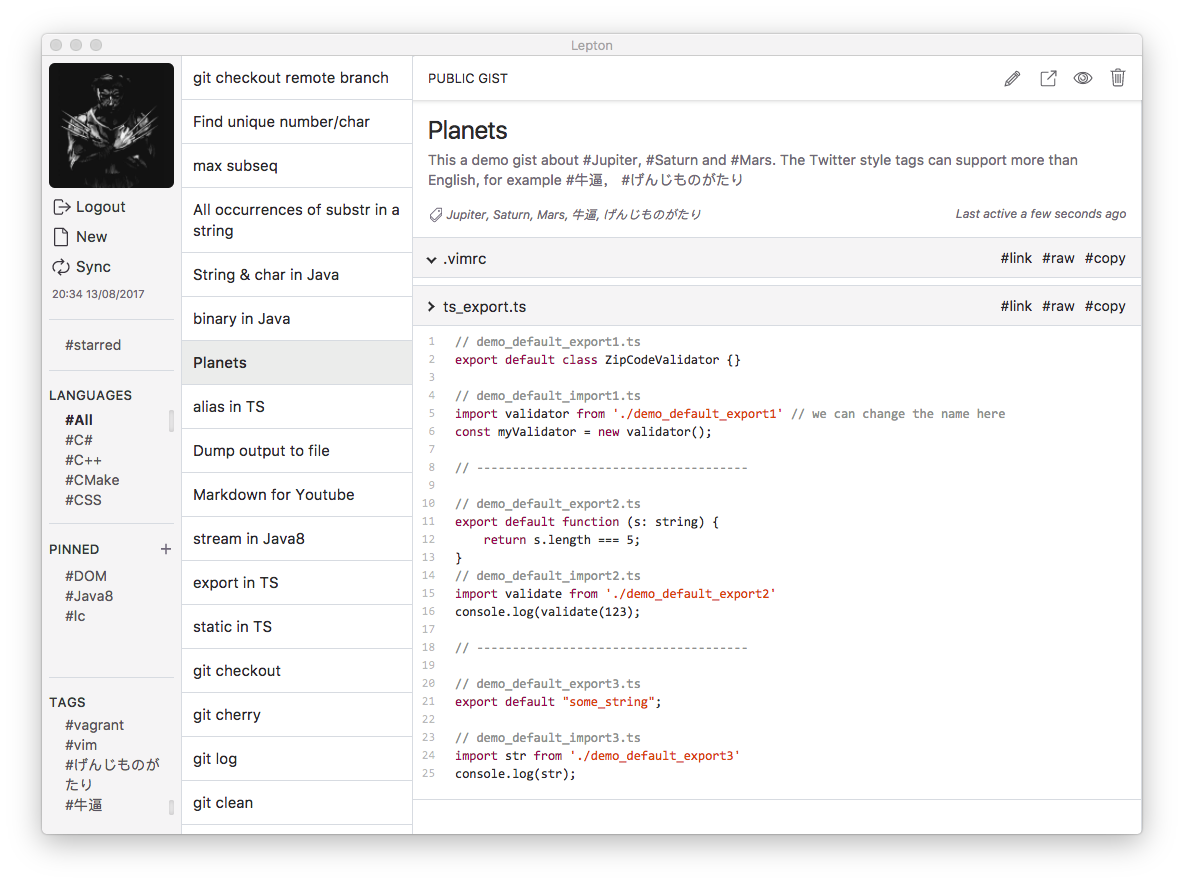 Lepton
Logout
New
Sync
20:34 13/08/2017
#starred
LANGUAGES
#All
#C#
#C++
#CMake
#CSS
PINNED +
#DOM
#Java8
#lc
TAGS
#vagrant
#vim
#げんじものが
たり
#牛逼
git checkout remote branch
Find unique number/char
max subseq
All occurrences of substr in a
string
String & char in Java
binary in Java
Planets
alias in TS
Dump output to file
Markdown for Youtube
stream in Java8
export in TS
static in TS
git checkout
git cherry
git log
git clean
PUBLIC GIST
Planets
This a demo gist about #Jupiter, #Saturn and #Mars. The Twitter style tags can support more than
English, for example #牛逼， #げんじものがたり
Jupiter, Saturn, Mars, 牛逼, げんじものがたり Last active a few seconds ago
.vimrc #link #raw #copy
ts_export.ts #link #raw #copy
1 // demo_default_export1.ts
2 export default class ZipCodeValidator {}
3
4 // demo_default_import1.ts
5 import validator from './demo_default_export1' // we can change the name here
6 const myValidator = new validator();
7
8 // --------------------------------------
9
10 // demo_default_export2.ts
11 export default function (s: string) {
12     return s.length === 5;
13 }
14 // demo_default_import2.ts
15 import validate from './demo_default_export2'
16 console.log(validate(123);
17
18 // --------------------------------------
19
20 // demo_default_export3.ts
21 export default "some_string";
22
23 // demo_default_import3.ts
24 import str from './demo_default_export3'
25 console.log(str);